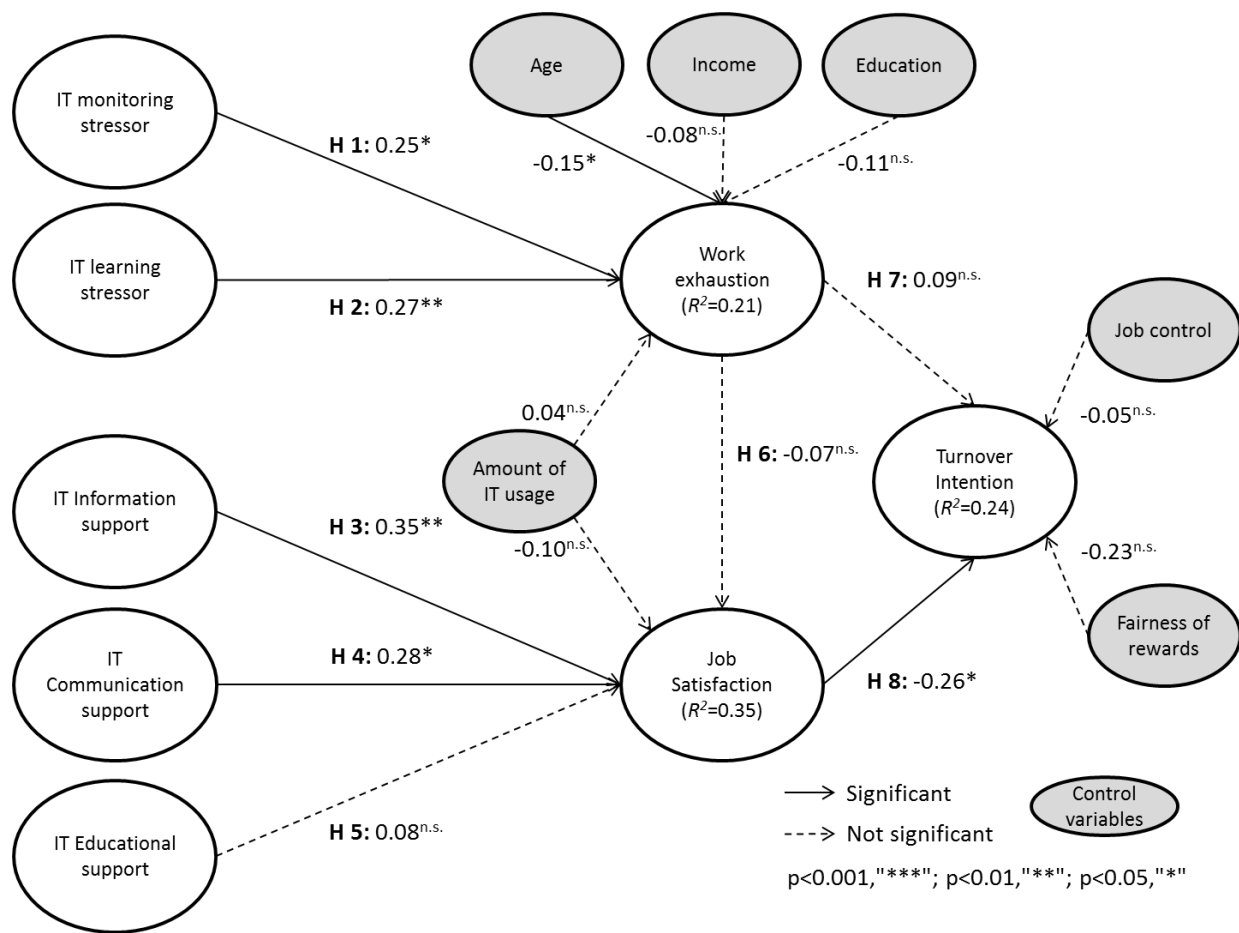 Age
Income
Education
IT monitoring
stressor
H 1: 0.25*
-0.15*
-0.08n.s.
-0.11n.s.
IT learning
stressor
H 2: 0.27**
Work
exhaustion
(R²=0.21)
H 7: 0.09n.s.
Job control
-0.05n.s.
0.04n.s.
Amount of
IT usage
-0.10n.s.
H 6: -0.07n.s.
Turnover
Intention
(R²=0.24)
IT Information
support
H 3: 0.35**
-0.23n.s.
Fairness of
rewards
IT
Communication
support
H 4: 0.28*
Job
Satisfaction
(R²=0.35)
H 8: -0.26*
IT Educational
support
H 5: 0.08n.s.
Significant
Not significant
Control
variables
p<0.001,"***"; p<0.01,"**"; p<0.05,"*"